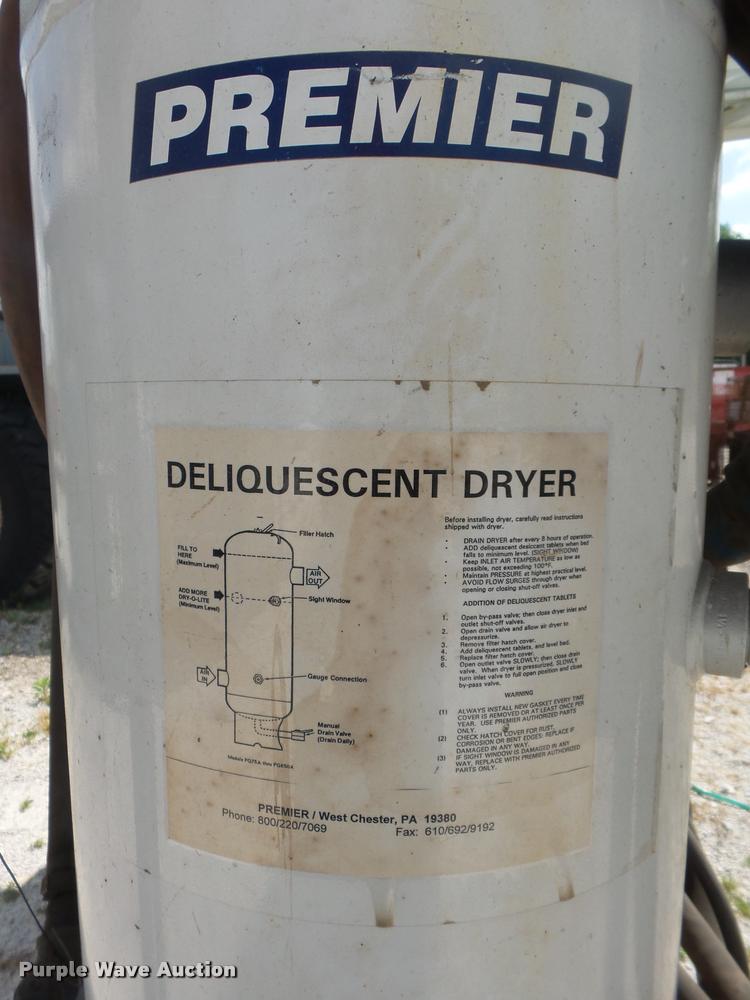 PREMIER
DELIQUESCENT DRYER
Filler Hatch
FILL TO
HERE
(Maximum Level)
AIR
OUT
ADD MORE
DRY-O-LITE
(Minimum Level)
Sight Window
AIR
IN
Gauge Connection
Manual
Drain Valve
(Drain Daily)
Models PQ75A thru PQ650A
Before installing dryer, carefully read instructions
shipped with dryer.
· DRAIN DRYER after every 8 hours of operation.
· ADD deliquescent desiccant tablets when bed
falls to minimum level. (SIGHT WINDOW)
· Keep INLET AIR TEMPERATURE as low as
possible, not exceeding 100°F.
· Maintain PRESSURE at highest practical level.
· AVOID FLOW SURGES through dryer when
opening or closing shut-off valves.
ADDITION OF DELIQUESCENT TABLETS
1. Open by-pass valve; then close dryer inlet and
outlet shut-off valves.
2. Open drain valve and allow air dryer to
depressurize.
3. Remove filter hatch cover.
4. Add deliquescent tablets, and level bed.
5. Replace filter hatch cover.
6. Open outlet valve SLOWLY; then close drain
valve. When dryer is pressurized, SLOWLY
turn inlet valve to full open position and close
by-pass valve.
WARNING
(1) ALWAYS INSTALL NEW GASKET EVERY TIME
COVER IS REMOVED OR AT LEAST ONCE PER
YEAR. USE PREMIER AUTHORIZED PARTS
ONLY.
(2) CHECK HATCH COVER FOR RUST,
CORROSION OR BENT EDGES: REPLACE IF
DAMAGED IN ANY WAY.
(3) IF SIGHT WINDOW IS DAMAGED IN ANY
WAY, REPLACE WITH PREMIER AUTHORIZED
PARTS ONLY.
PREMIER / West Chester, PA 19380
Phone: 800/220/7069 Fax: 610/692/9192
Purple Wave Auction